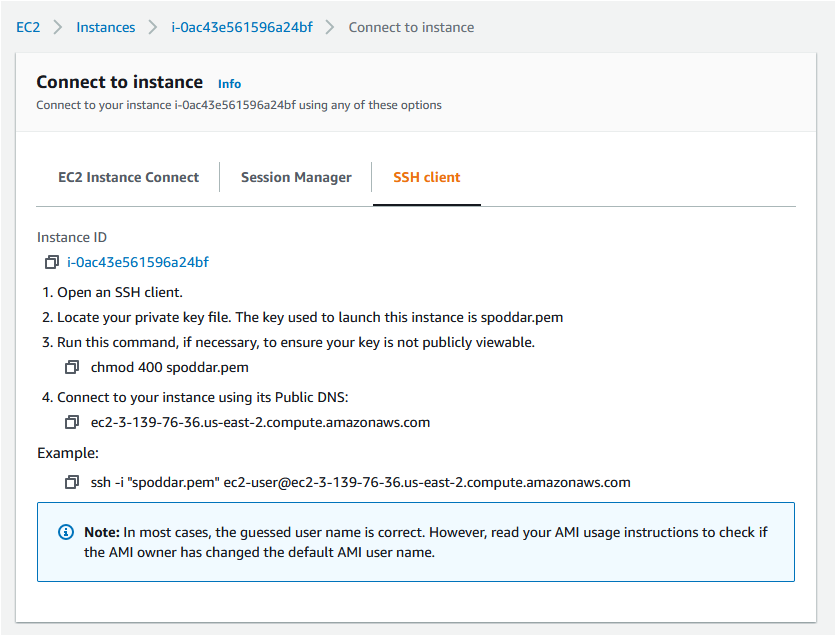 EC2 > Instances > i-0ac43e561596a24bf > Connect to instance
Connect to instance Info
Connect to your instance i-0ac43e561596a24bf using any of these options
EC2 Instance Connect Session Manager SSH client
Instance ID
i-0ac43e561596a24bf
1. Open an SSH client.
2. Locate your private key file. The key used to launch this instance is spoddar.pem
3. Run this command, if necessary, to ensure your key is not publicly viewable.
chmod 400 spoddar.pem
4. Connect to your instance using its Public DNS:
ec2-3-139-76-36.us-east-2.compute.amazonaws.com
Example:
ssh -i "spoddar.pem" ec2-user@ec2-3-139-76-36.us-east-2.compute.amazonaws.com
Note: In most cases, the guessed user name is correct. However, read your AMI usage instructions to check if
the AMI owner has changed the default AMI user name.